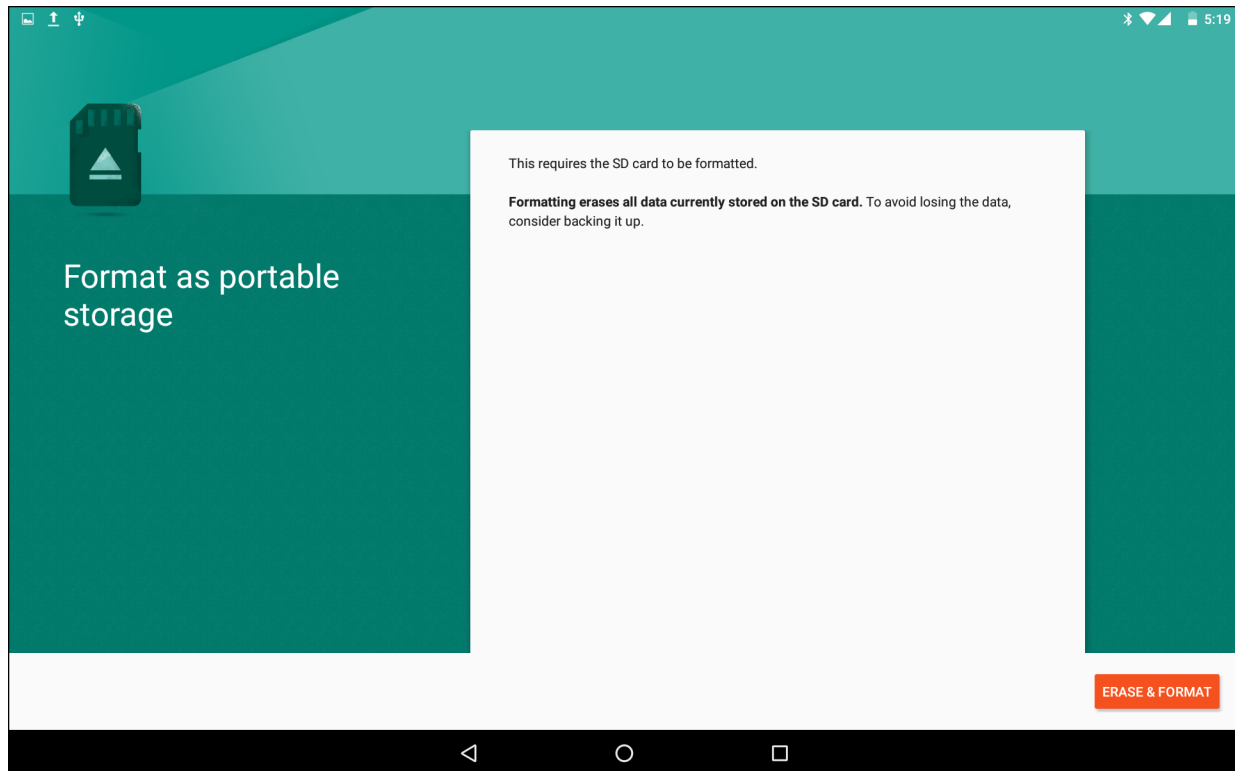 5:19
Format as portable
storage
This requires the SD card to be formatted.
Formatting erases all data currently stored on the SD card. To avoid losing the data,
consider backing it up.
ERASE & FORMAT